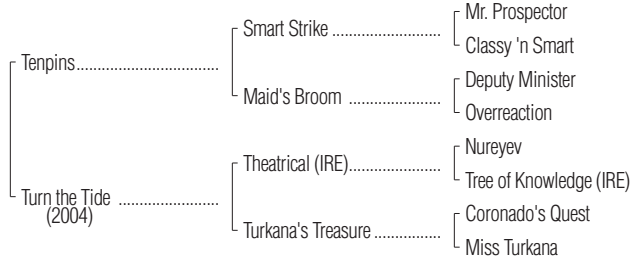 Mr. Prospector
Smart Strike ....................
Classy 'n Smart
Tenpins.................................
Deputy Minister
Maid's Broom .................
Overreaction
Nureyev
Theatrical (IRE).................
Tree of Knowledge (IRE)
Turn the Tide .......................
(2004)
Coronado's Quest
Turkana's Treasure ............
Miss Turkana